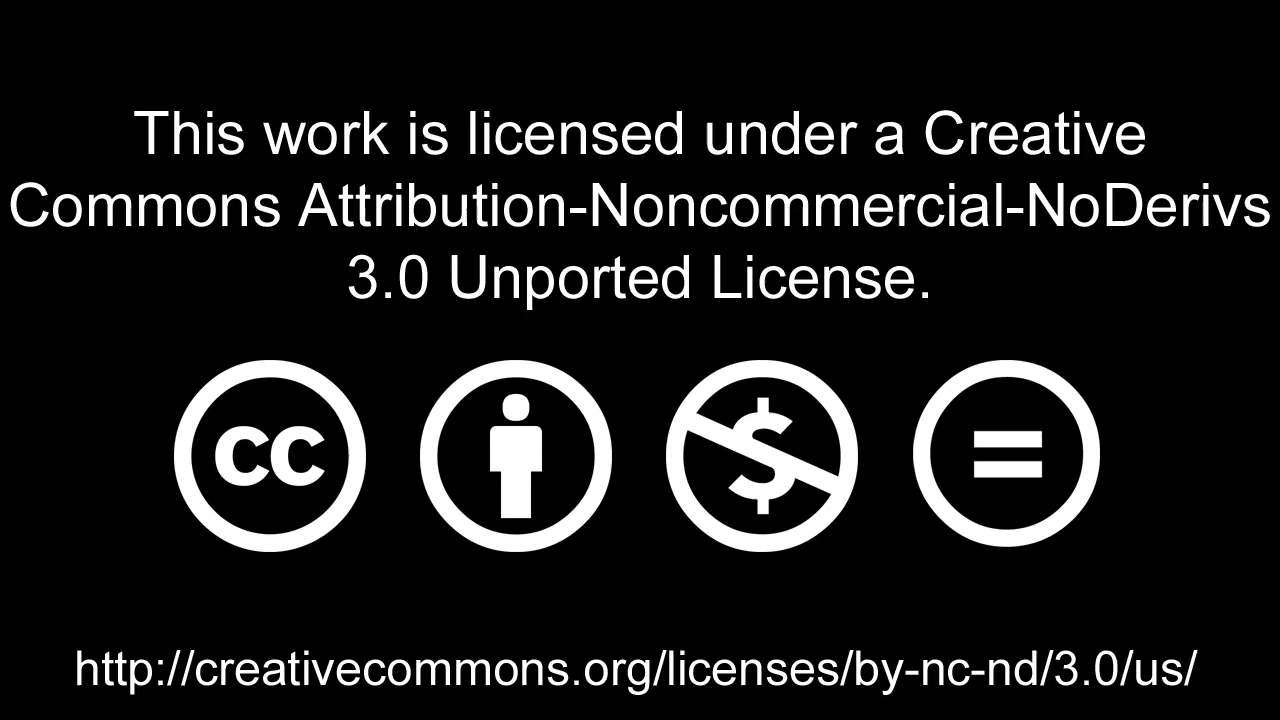 This work is licensed under a Creative
Commons Attribution-Noncommercial-NoDerivs
3.0 Unported License.
cc
$
=
http://creativecommons.org/licenses/by-nc-nd/3.0/us/